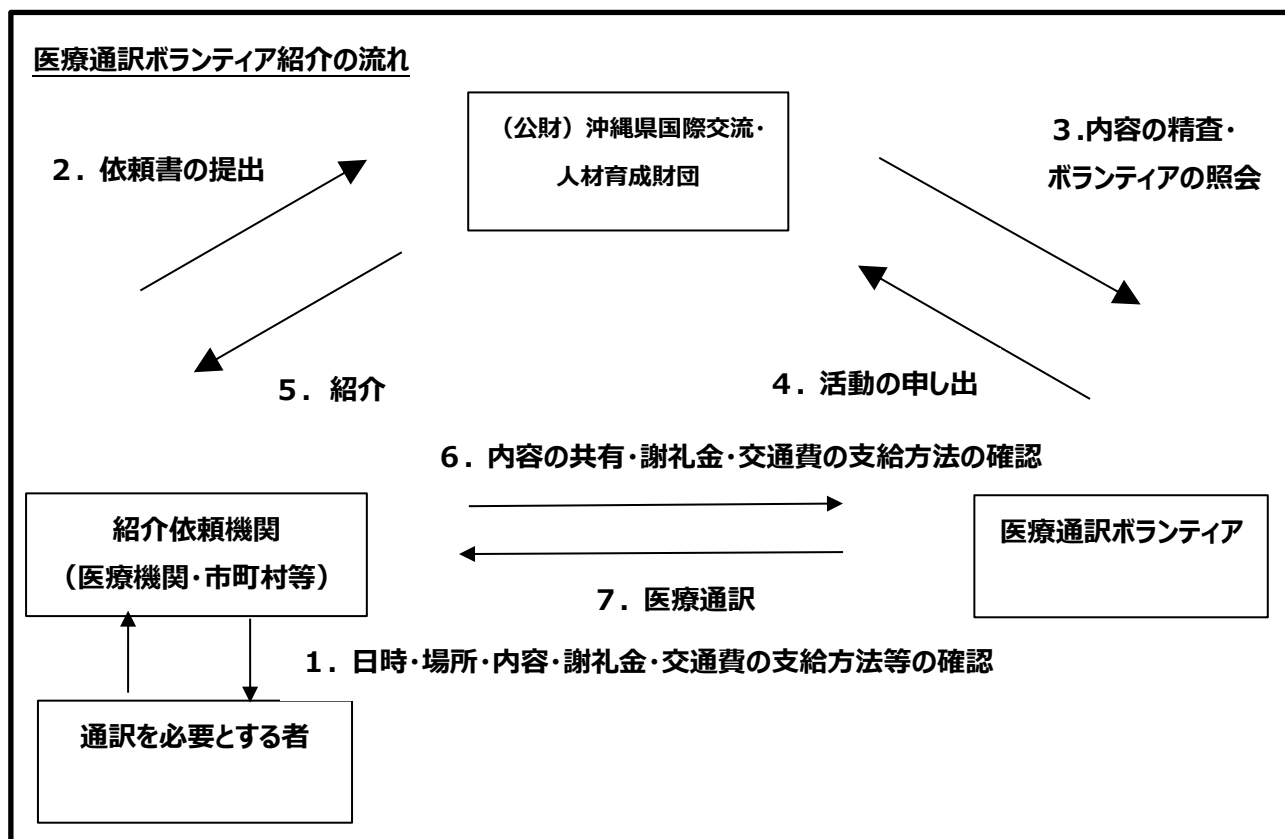 医療通訳ボランティア紹介の流れ
（公財）沖縄県国際交流・
人材育成財団
２．依頼書の提出
３.内容の精査・
ボランティアの照会
５．紹介
４．活動の申し出
６．内容の共有・謝礼金・交通費の支給方法の確認
紹介依頼機関
（医療機関・市町村等）
医療通訳ボランティア
７．医療通訳
１．日時・場所・内容・謝礼金・交通費の支給方法等の確認
通訳を必要とする者